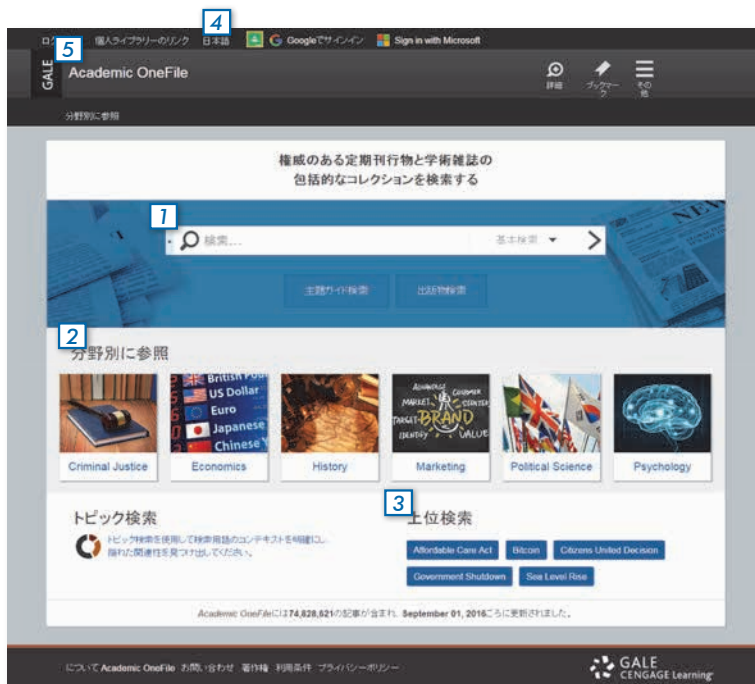 4
個人ライブラリーのリンク 日本語 Googleでサインイン Sign in with Microsoft
5
GALE
Academic OneFile
詳細 ブックマーク その他
分野別に参照
権威のある定期刊行物と学術雑誌の
包括的なコレクションを検索する
1
検索... 基本検索
主題ガイド検索 出版物検索
2
分野別に参照
British
US Dollar
Euro
Japanese
Chinese Y
ADVANTAGE CUSTOMER
MARKET
TARGET BRAND
IDENTITY VALUE
Criminal Justice Economics History Marketing Political Science Psychology
3
トピック検索 上位検索
トピック検索を使用して検索用語のコンテキストを明確にし、
隠れた関連性を見つけ出してください。
Affordable Care Act Bitcoin Citizens United Decision
Government Shutdown Sea Level Rise
Academic OneFileには74,828,621の記事が含まれ、September 01, 2016ごろに更新されました。
について Academic OneFile お問い合わせ 著作権 利用条件 プライバシーポリシー
GALE
CENGAGE Learning